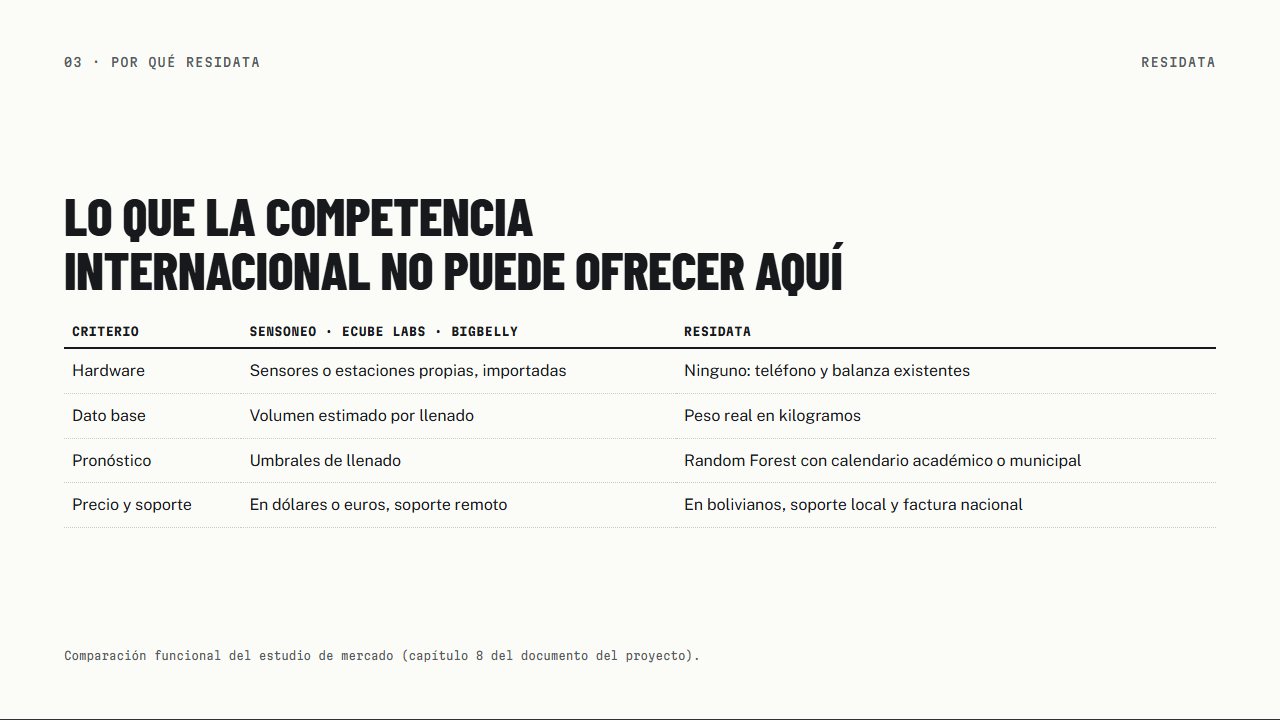 03 · POR QUÉ RESIDATA
RESIDATA
LO QUE LA COMPETENCIA
INTERNACIONAL NO PUEDE OFRECER AQUÍ
CRITERIO SENSONEO · ECUBE LABS · BIGBELLY RESIDATA
Hardware Sensores o estaciones propias, importadas Ninguno: teléfono y balanza existentes
Dato base Volumen estimado por llenado Peso real en kilogramos
Pronóstico Umbrales de llenado Random Forest con calendario académico o municipal
Precio y soporte En dólares o euros, soporte remoto En bolivianos, soporte local y factura nacional
Comparación funcional del estudio de mercado (capítulo 8 del documento del proyecto).